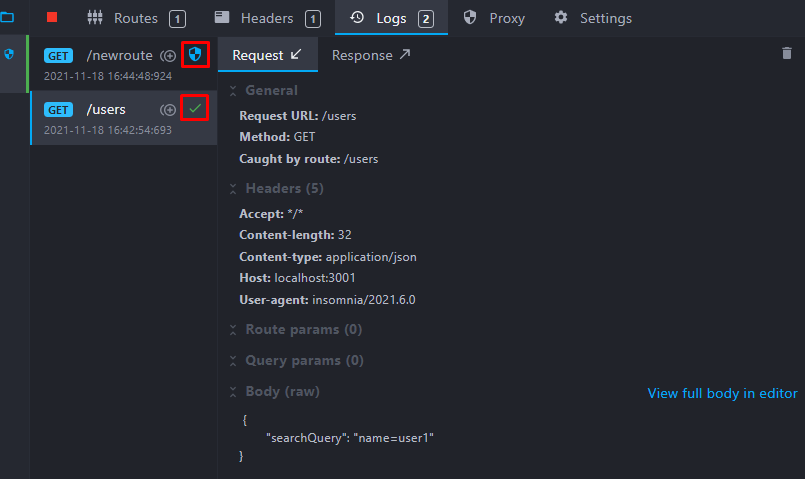 Routes 1 Headers 1 Logs 2 Proxy Settings
GET /newroute
2021-11-18 16:44:48:924
GET /users
2021-11-18 16:42:54:693
Request Response
General
Request URL: /users
Method: GET
Caught by route: /users
Headers (5)
Accept: */*
Content-length: 32
Content-type: application/json
Host: localhost:3001
User-agent: insomnia/2021.6.0
Route params (0)
Query params (0)
Body (raw) View full body in editor
{
"searchQuery": "name=user1"
}